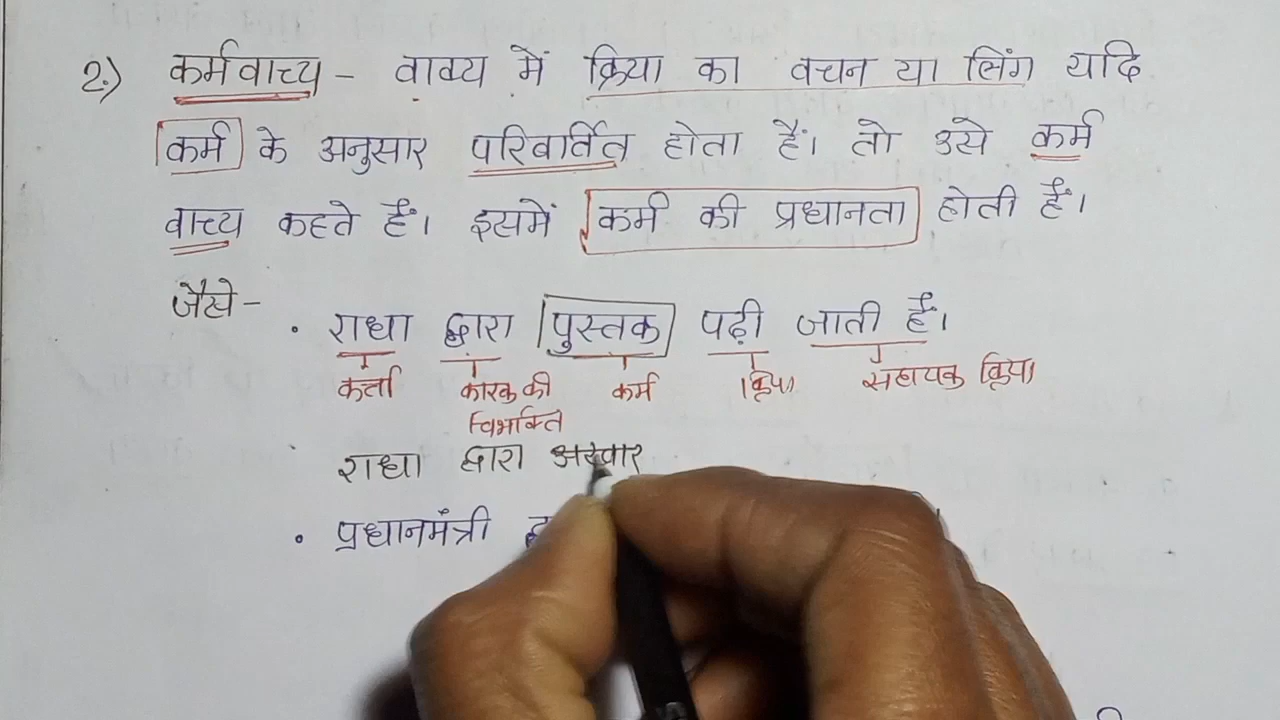 2.) कर्मवाच्य - वाक्य में क्रिया का वचन या लिंग यदि
कर्म के अनुसार परिवर्तित होता है। तो उसे कर्म
वाच्य कहते हैं। इसमें कर्म की प्रधानता होती है।
जैसे-
• राधा द्वारा पुस्तक पढ़ी जाती है।
कर्ता कारक की कर्म क्रिया सहायक क्रिया
विभक्ति
राधा द्वारा अखबार
• प्रधानमंत्री